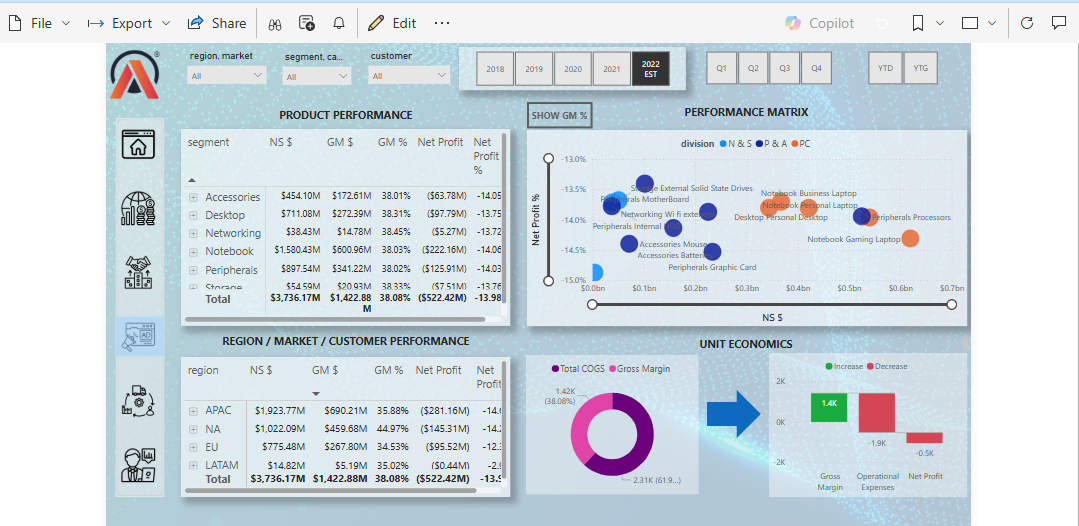 File Export Share Edit ... Copilot
region, market segment, ca... customer
All All All
2018 2019 2020 2021 2022 EST
Q1 Q2 Q3 Q4
YTD YTG
PRODUCT PERFORMANCE
segment NS $ GM $ GM % Net Profit Net Profit %
Accessories $454.10M $172.61M 38.01% ($63.78M) -14.05
Desktop $711.08M $272.39M 38.31% ($97.79M) -13.75
Networking $38.43M $14.78M 38.45% ($5.27M) -13.72
Notebook $1,580.43M $600.96M 38.03% ($222.16M) -14.06
Peripherals $897.54M $341.22M 38.02% ($125.91M) -14.03
Storage $54.59M $20.93M 38.33% ($7.51M) -13.76
Total $3,736.17M $1,422.88M 38.08% ($522.42M) -13.98
SHOW GM %
PERFORMANCE MATRIX
division N & S P & A PC
Net Profit %
-13.0%
-13.5%
-14.0%
-14.5%
-15.0%
External Solid State Drives
MotherBoard
Notebook Business Laptop
Notebook Personal Laptop
Networking Wi fi
Desktop Personal Desktop
Peripherals Processors
Peripherals Internal
Notebook Gaming Laptop
Accessories Mouse
Accessories Batteries
Peripherals Graphic Card
$0.0bn $0.1bn $0.2bn $0.3bn $0.4bn $0.5bn $0.6bn $0.7bn
NS $
REGION / MARKET / CUSTOMER PERFORMANCE
region NS $ GM $ GM % Net Profit Net Profit
APAC $1,923.77M $690.21M 35.88% ($281.16M)
NA $1,022.09M $459.68M 44.97% ($145.31M)
EU $775.48M $267.80M 34.53% ($95.52M)
LATAM $14.82M $5.19M 35.02% ($0.44M)
Total $3,736.17M $1,422.88M 38.08% ($522.42M)
UNIT ECONOMICS
Total COGS Gross Margin
1.42K
(38.08%)
2.31K (61.9...)
Increase Decrease
2K
0K
-2K
1.4K
-1.9K
-0.5K
Gross Margin
Operational Expenses
Net Profit
AD